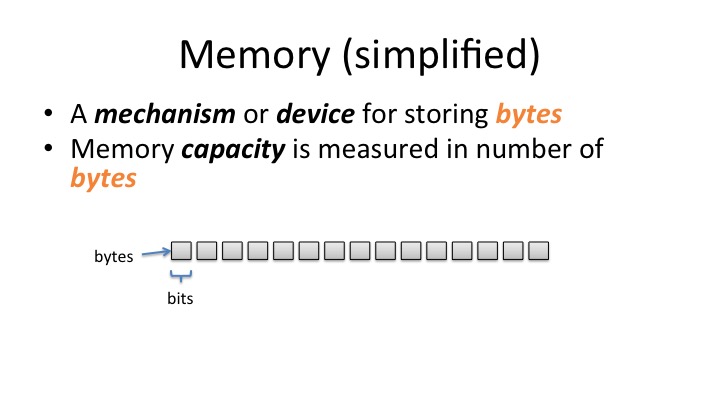 Memory (simplified)
• A mechanism or device for storing bytes
• Memory capacity is measured in number of
bytes
bytes
bits